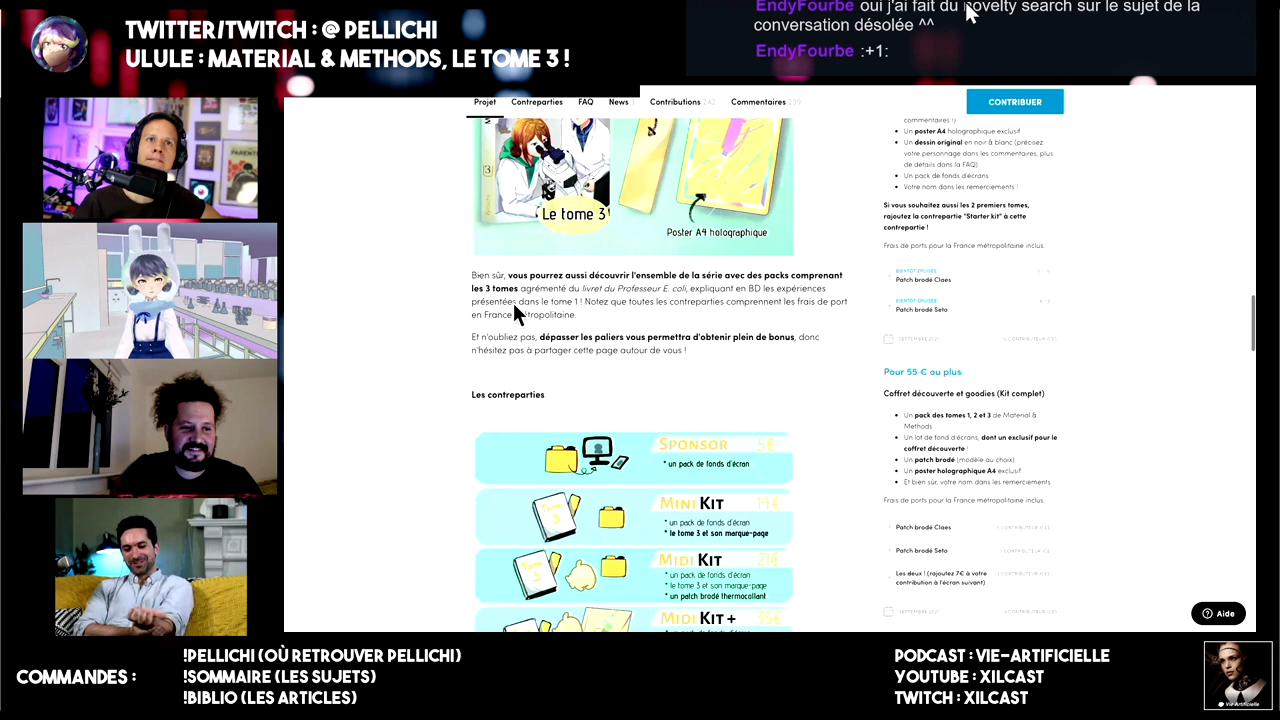 TWITTER/TWITCH : @ PELLICHI
ULULE : MATERIAL & METHODS, LE TOME 3 !
EndyFourbe oui j'ai fait du novelty search sur le sujet de la
conversation désolée ^^
EndyFourbe :+1:
Projet Contreparties FAQ News Contributions 242 Commentaires 239
CONTRIBUER
Le tome 3
Poster A4 holographique
Bien sûr, vous pourrez aussi découvrir l'ensemble de la série avec des packs comprenant
les 3 tomes agrémenté du livret du Professeur E. coli, expliquant en BD les expériences
présentées dans le tome 1 ! Notez que toutes les contreparties comprennent les frais de port
en France métropolitaine.
Et n'oubliez pas, dépasser les paliers vous permettra d'obtenir plein de bonus, donc
n'hésitez pas à partager cette page autour de vous !
Les contreparties
SPONSOR 5€
* un pack de fonds d'écran
MINI KIT 14€
* un pack de fonds d'écran
* le tome 3 et son marque-page
MIDI KIT 21€
* un pack de fonds d'écran
* le tome 3 et son marque-page
* un patch brodé thermocollant
MIDI KIT + 35€
commentaires !)
Un poster A4 holographique exclusif
Un dessin original en noir & blanc (précisez
votre personnage dans les commentaires, plus
de détails dans la FAQ)
Un pack de fonds d'écrans
Votre nom dans les remerciements !
Si vous souhaitez aussi les 2 premiers tomes,
rajoutez la contrepartie "Starter kit" à cette
contrepartie !
Frais de ports pour la France métropolitaine inclus.
BIENTÔT ÉPUISÉS
Patch brodé Claes
BIENTÔT ÉPUISÉS
Patch brodé Seto
SEPTEMBRE 2021
Pour 55 € ou plus
Coffret découverte et goodies (Kit complet)
Un pack des tomes 1, 2 et 3 de Material &
Methods
Un lot de fond d'écrans, dont un exclusif pour le
coffret découverte !
Un patch brodé (modèle au choix)
Un poster holographique A4 exclusif
Et bien sûr, votre nom dans les remerciements
Frais de ports pour la France métropolitaine inclus.
Patch brodé Claes
Patch brodé Seto
Les deux ! (rajoutez 7€ à votre
contribution à l'écran suivant)
SEPTEMBRE 2021
Aide
COMMANDES :
!PELLICHI (OÙ RETROUVER PELLICHI)
!SOMMAIRE (LES SUJETS)
!BIBLIO (LES ARTICLES)
PODCAST : VIE-ARTIFICIELLE
YOUTUBE : XILCAST
TWITCH : XILCAST
Vie-Artificielle